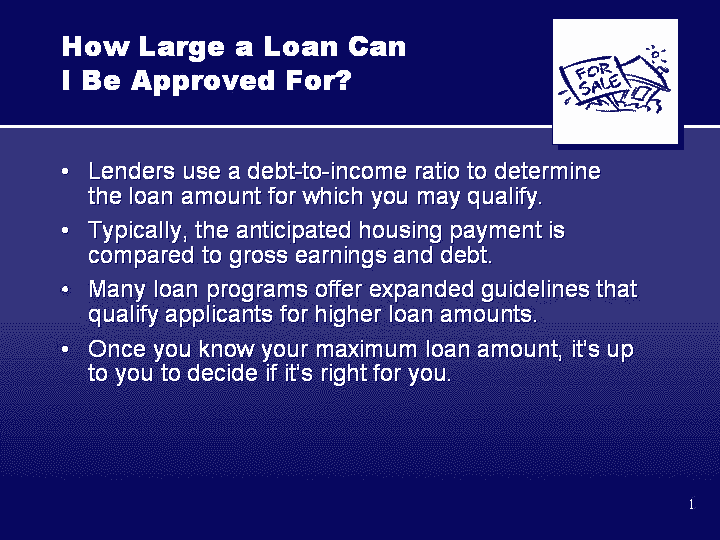 How Large a Loan Can
I Be Approved For?
FOR
SALE
• Lenders use a debt-to-income ratio to determine
the loan amount for which you may qualify.
• Typically, the anticipated housing payment is
compared to gross earnings and debt.
• Many loan programs offer expanded guidelines that
qualify applicants for higher loan amounts.
• Once you know your maximum loan amount, it's up
to you to decide if it's right for you.
1